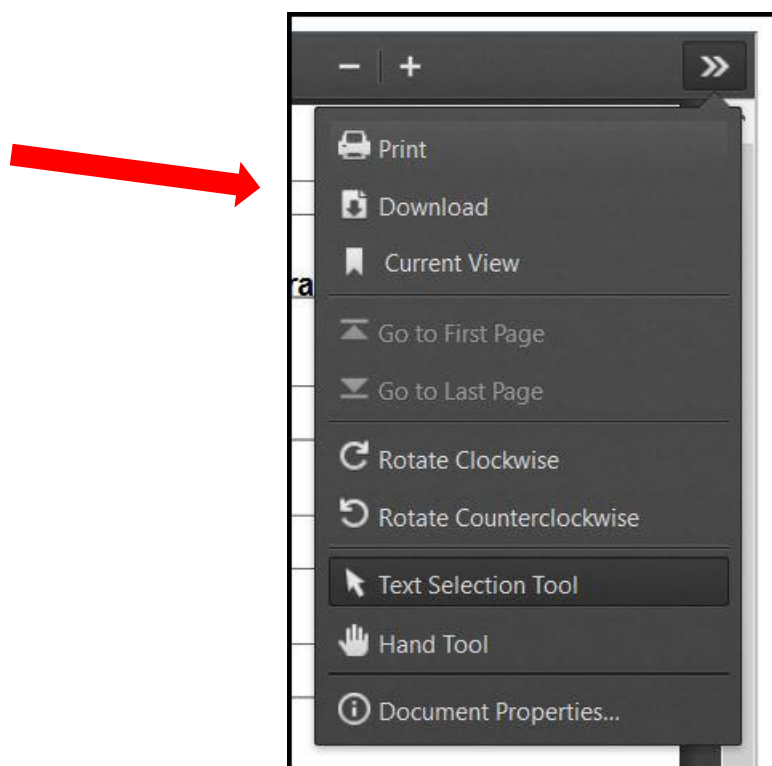 Print
Download
Current View
ra
Go to First Page
Go to Last Page
Rotate Clockwise
Rotate Counterclockwise
Text Selection Tool
Hand Tool
Document Properties...